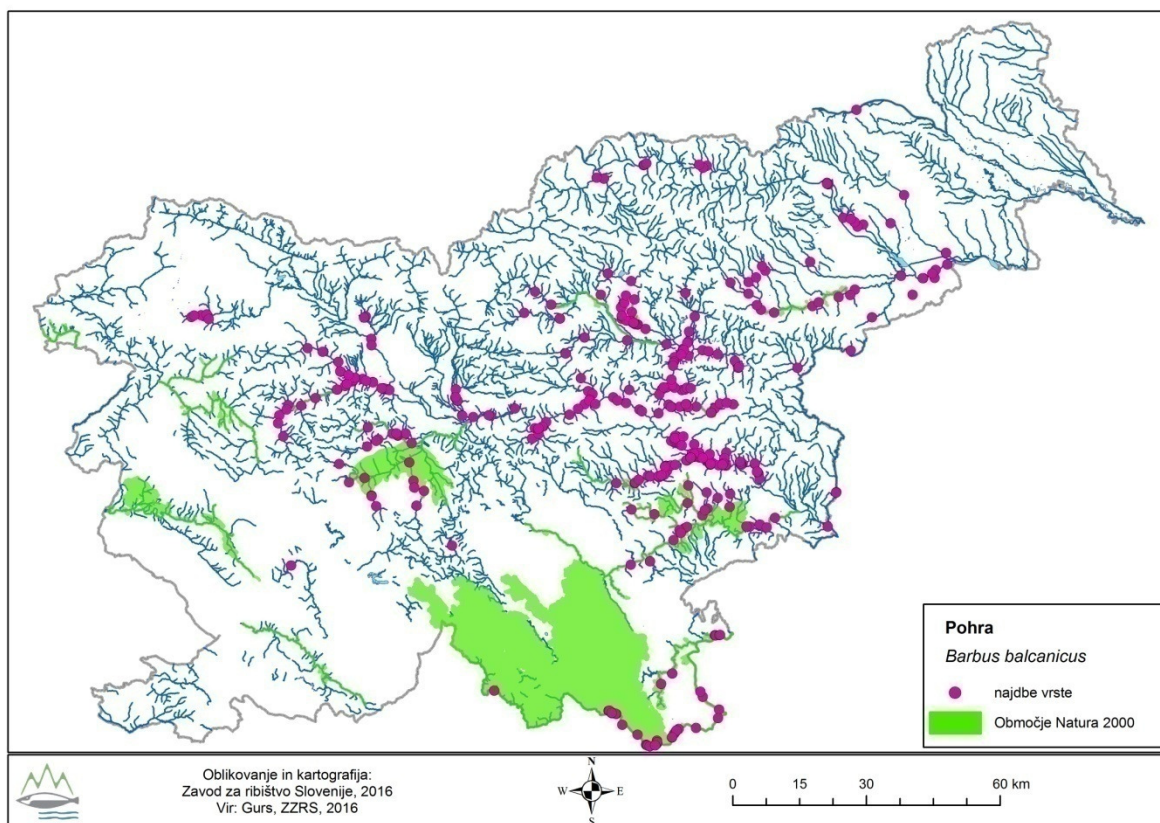 Pohra
Barbus balcanicus
najdbe vrste
Območje Natura 2000
Oblikovanje in kartografija:
Zavod za ribištvo Slovenije, 2016
Vir: Gurs, ZZRS, 2016
N
W E
S
0 15 30 60 km